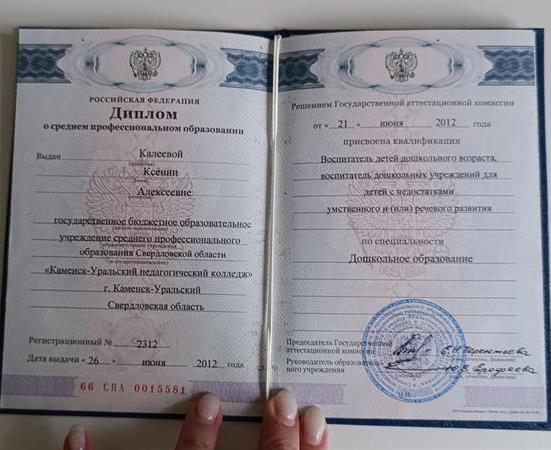 РОССИЙСКАЯ ФЕДЕРАЦИЯ
Диплом
о среднем профессиональном образовании
Выдан Калеевой
(фамилия)
Ксении
(имя)
Алексеевне
(отчество)
государственное бюджетное образовательное
учреждение среднего профессионального
образования Свердловской области
«Каменск-Уральский педагогический колледж»
г. Каменск-Уральский
Свердловская область
Регистрационный № 2312
Дата выдачи « 26 » июня 2012 года
66 СПА 0015581
Решением Государственной аттестационной комиссии
от « 21 » июня 2012 года
присвоена квалификация
Воспитатель детей дошкольного возраста,
воспитатель дошкольных учреждений для
детей с недостатками
умственного и (или) речевого развития
по специальности
Дошкольное образование
Председатель Государственной
аттестационной комиссии
Руководитель образовательного учреждения
М.П.